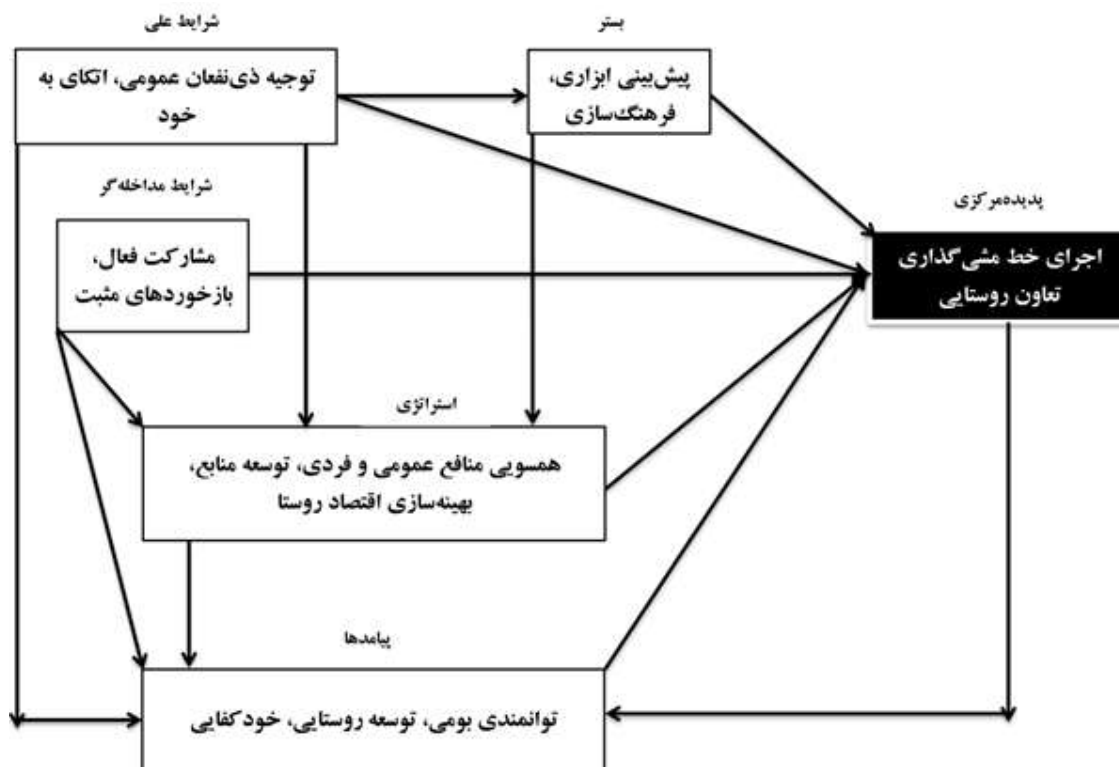 شرایط علی
توجیه ذی‌نفعان عمومی، اتکای به
خود
بستر
پیش‌بینی ابزاری،
فرهنگ‌سازی
شرایط مداخله‌گر
مشارکت فعال،
بازخوردهای مثبت
پدیده‌مرکزی
اجرای خط مشی‌گذاری
تعاون روستایی
استراتژی
همسویی منافع عمومی و فردی، توسعه منابع،
بهینه‌سازی اقتصاد روستا
پیامدها
توانمندی بومی، توسعه روستایی، خودکفایی